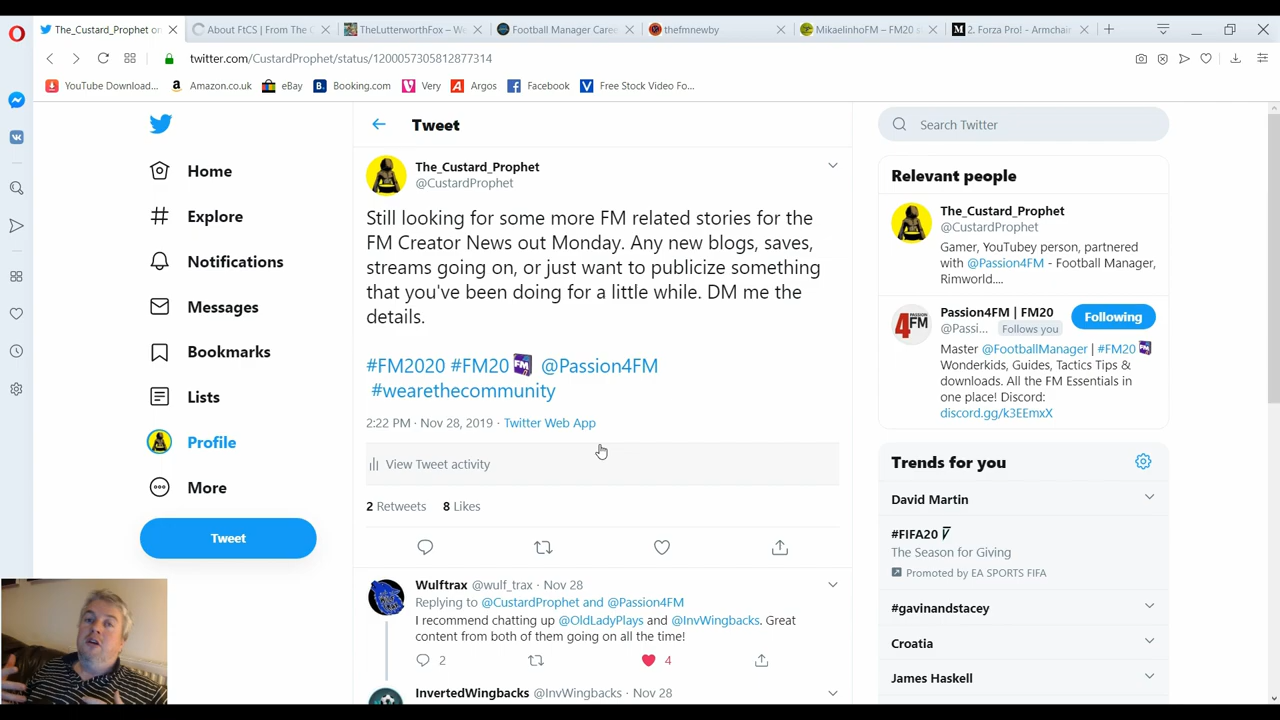 The_Custard_Prophet on
About FtCS | From The C
TheLutterworthFox – W
Football Manager Caree
thefmnewby
MikaelinhoFM – FM20 s
2. Forza Pro! - Armchair
twitter.com/CustardProphet/status/1200057305812877314
YouTube Download...
Amazon.co.uk
eBay
Booking.com
Very
Argos
Facebook
Free Stock Video Fo...
Home
Explore
Notifications
Messages
Bookmarks
Lists
Profile
More
Tweet
Tweet
The_Custard_Prophet
@CustardProphet
Still looking for some more FM related stories for the
FM Creator News out Monday. Any new blogs, saves,
streams going on, or just want to publicize something
that you've been doing for a little while. DM me the
details.
#FM2020 #FM20 @Passion4FM
#wearethecommunity
2:22 PM · Nov 28, 2019 · Twitter Web App
View Tweet activity
2 Retweets 8 Likes
Wulftrax @wulf_trax · Nov 28
Replying to @CustardProphet and @Passion4FM
I recommend chatting up @OldLadyPlays and @InvWingbacks. Great
content from both of them going on all the time!
2 4
InvertedWingbacks @InvWingbacks · Nov 28
Search Twitter
Relevant people
The_Custard_Prophet
@CustardProphet
Gamer, YouTubey person, partnered
with @Passion4FM - Football Manager,
Rimworld....
Passion4FM | FM20
@Passi... Follows you
Following
Master @FootballManager | #FM20
Wonderkids, Guides, Tactics Tips &
downloads. All the FM Essentials in
one place! Discord:
discord.gg/k3EEmxX
Trends for you
David Martin
#FIFA20
The Season for Giving
Promoted by EA SPORTS FIFA
#gavinandstacey
Croatia
James Haskell